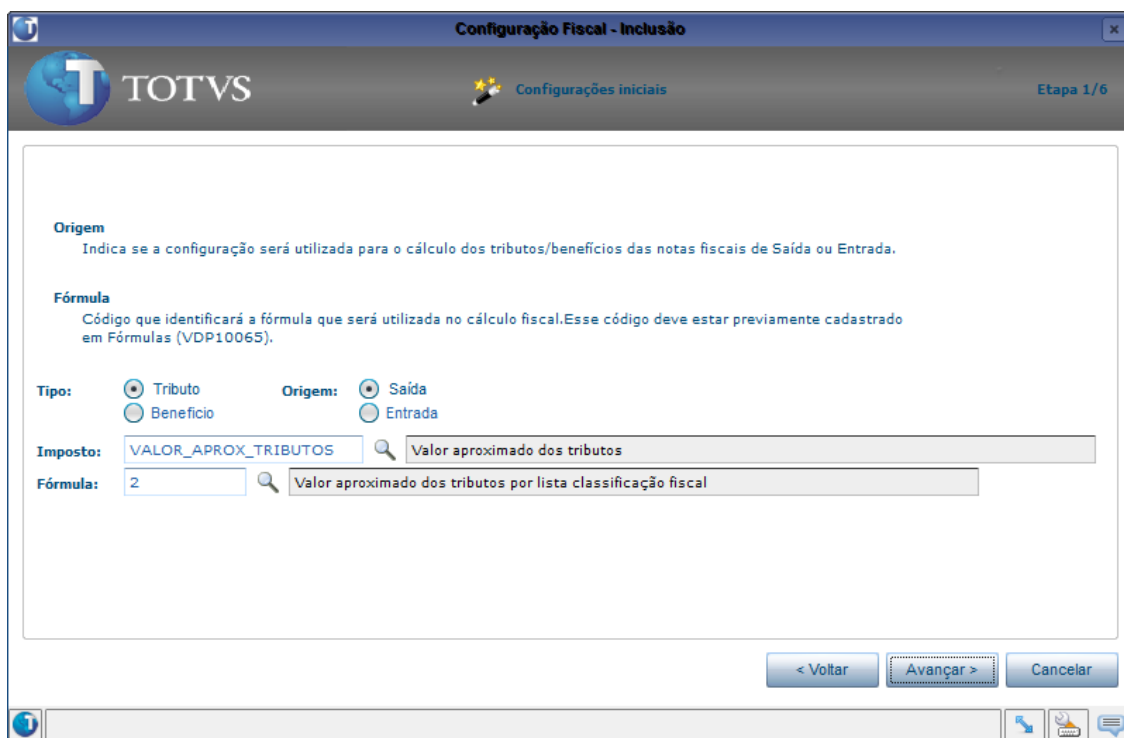 Configuração Fiscal - Inclusão
TOTVS
Configurações iniciais
Etapa 1/6
Origem
Indica se a configuração será utilizada para o cálculo dos tributos/benefícios das notas fiscais de Saída ou Entrada.
Fórmula
Código que identificará a fórmula que será utilizada no cálculo fiscal.Esse código deve estar previamente cadastrado
em Fórmulas (VDP10065).
Tipo: Tributo Origem: Saída
Beneficio Entrada
Imposto: VALOR_APROX_TRIBUTOS Valor aproximado dos tributos
Fórmula: 2 Valor aproximado dos tributos por lista classificação fiscal
< Voltar Avançar > Cancelar